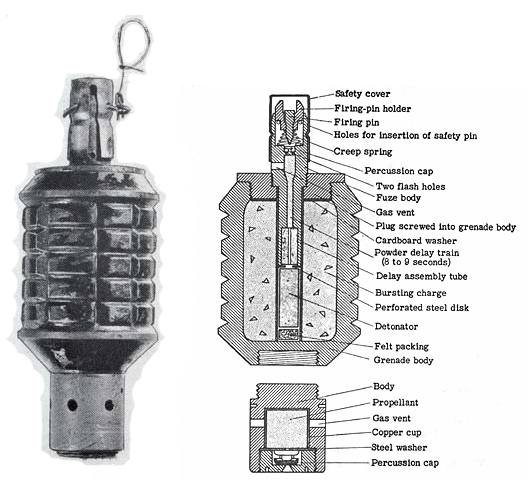 Safety cover
Firing-pin holder
Firing pin
Holes for insertion of safety pin
Creep spring
Percussion cap
Two flash holes
Fuze body
Gas vent
Plug screwed into grenade body
Cardboard washer
Powder delay train
(8 to 9 seconds)
Delay assembly tube
Bursting charge
Perforated steel disk
Detonator
Felt packing
Grenade body
Body
Propellant
Gas vent
Copper cup
Steel washer
Percussion cap